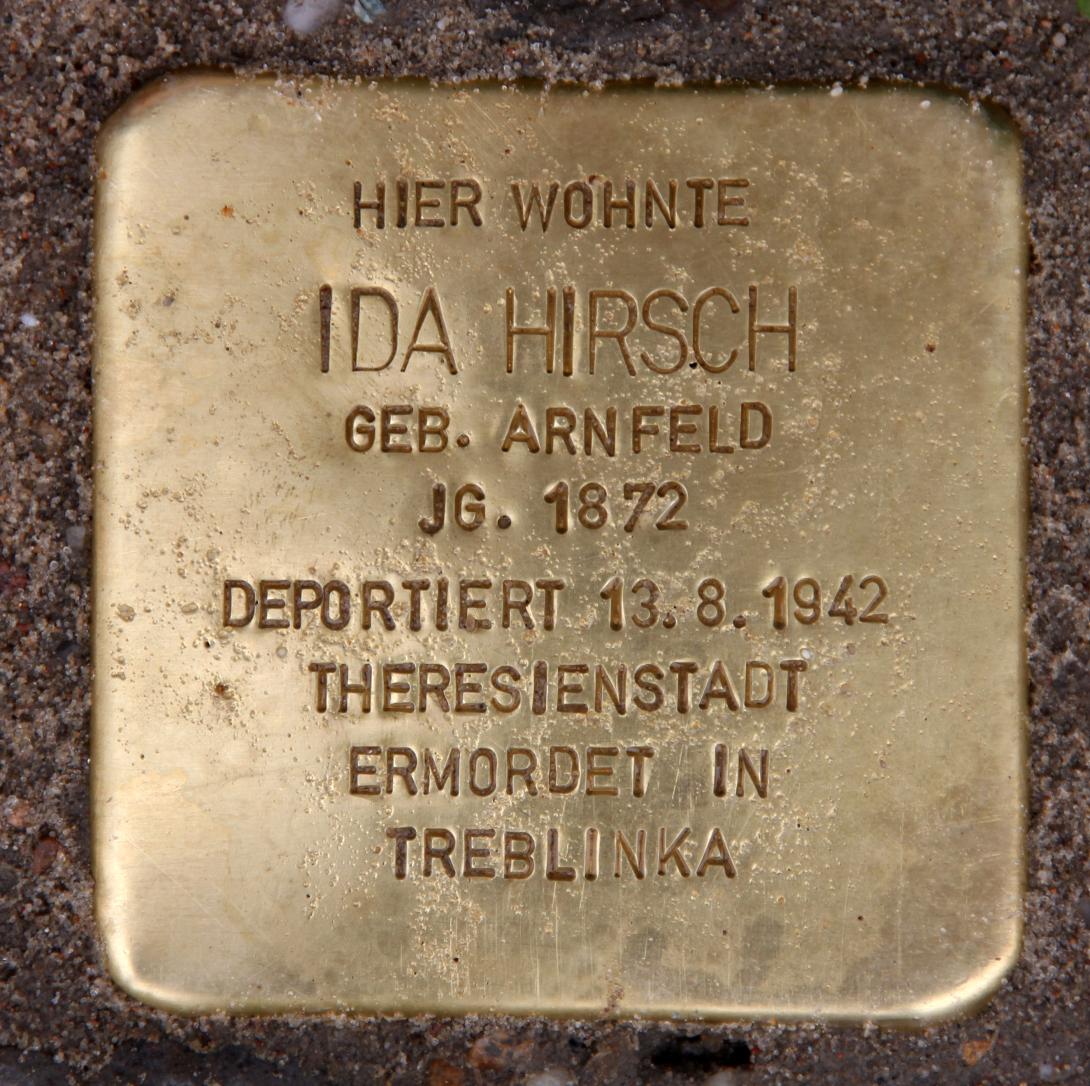 HIER WOHNTE
IDA HIRSCH
GEB. ARNFELD
JG. 1872
DEPORTIERT 13.8.1942
THERESIENSTADT
ERMORDET IN
TREBLINKA